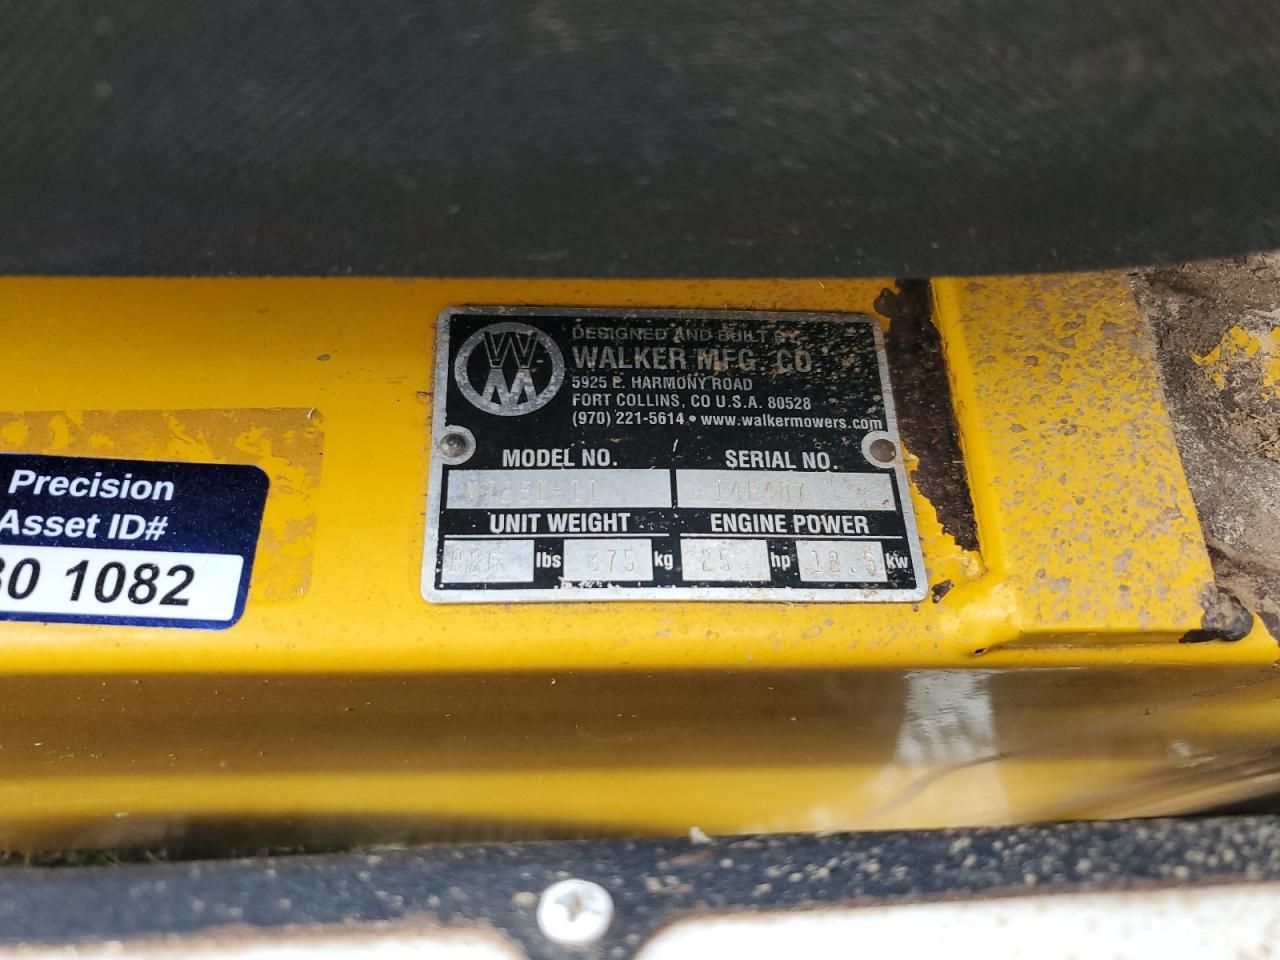 DESIGNED AND BUILT BY
WALKER MFG. CO.
5925 E. HARMONY ROAD
FORT COLLINS, CO U.S.A. 80528
(970) 221-5614 • www.walkermowers.com
MODEL NO. SERIAL NO.
UNIT WEIGHT ENGINE POWER
lbs 375 kg 25 hp 18.6 kw
Precision
Asset ID#
1082